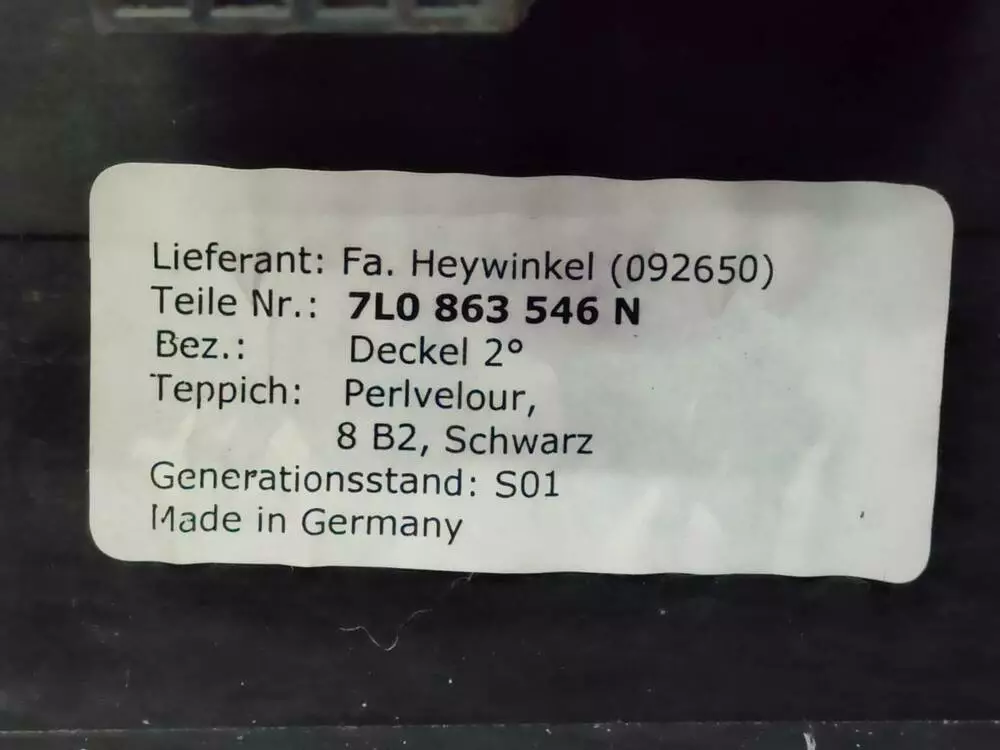 Lieferant: Fa. Heywinkel (092650)
Teile Nr.: 7L0 863 546 N
Bez.: Deckel 2°
Teppich: Perlvelour,
8 B2, Schwarz
Generationsstand: S01
Made in Germany